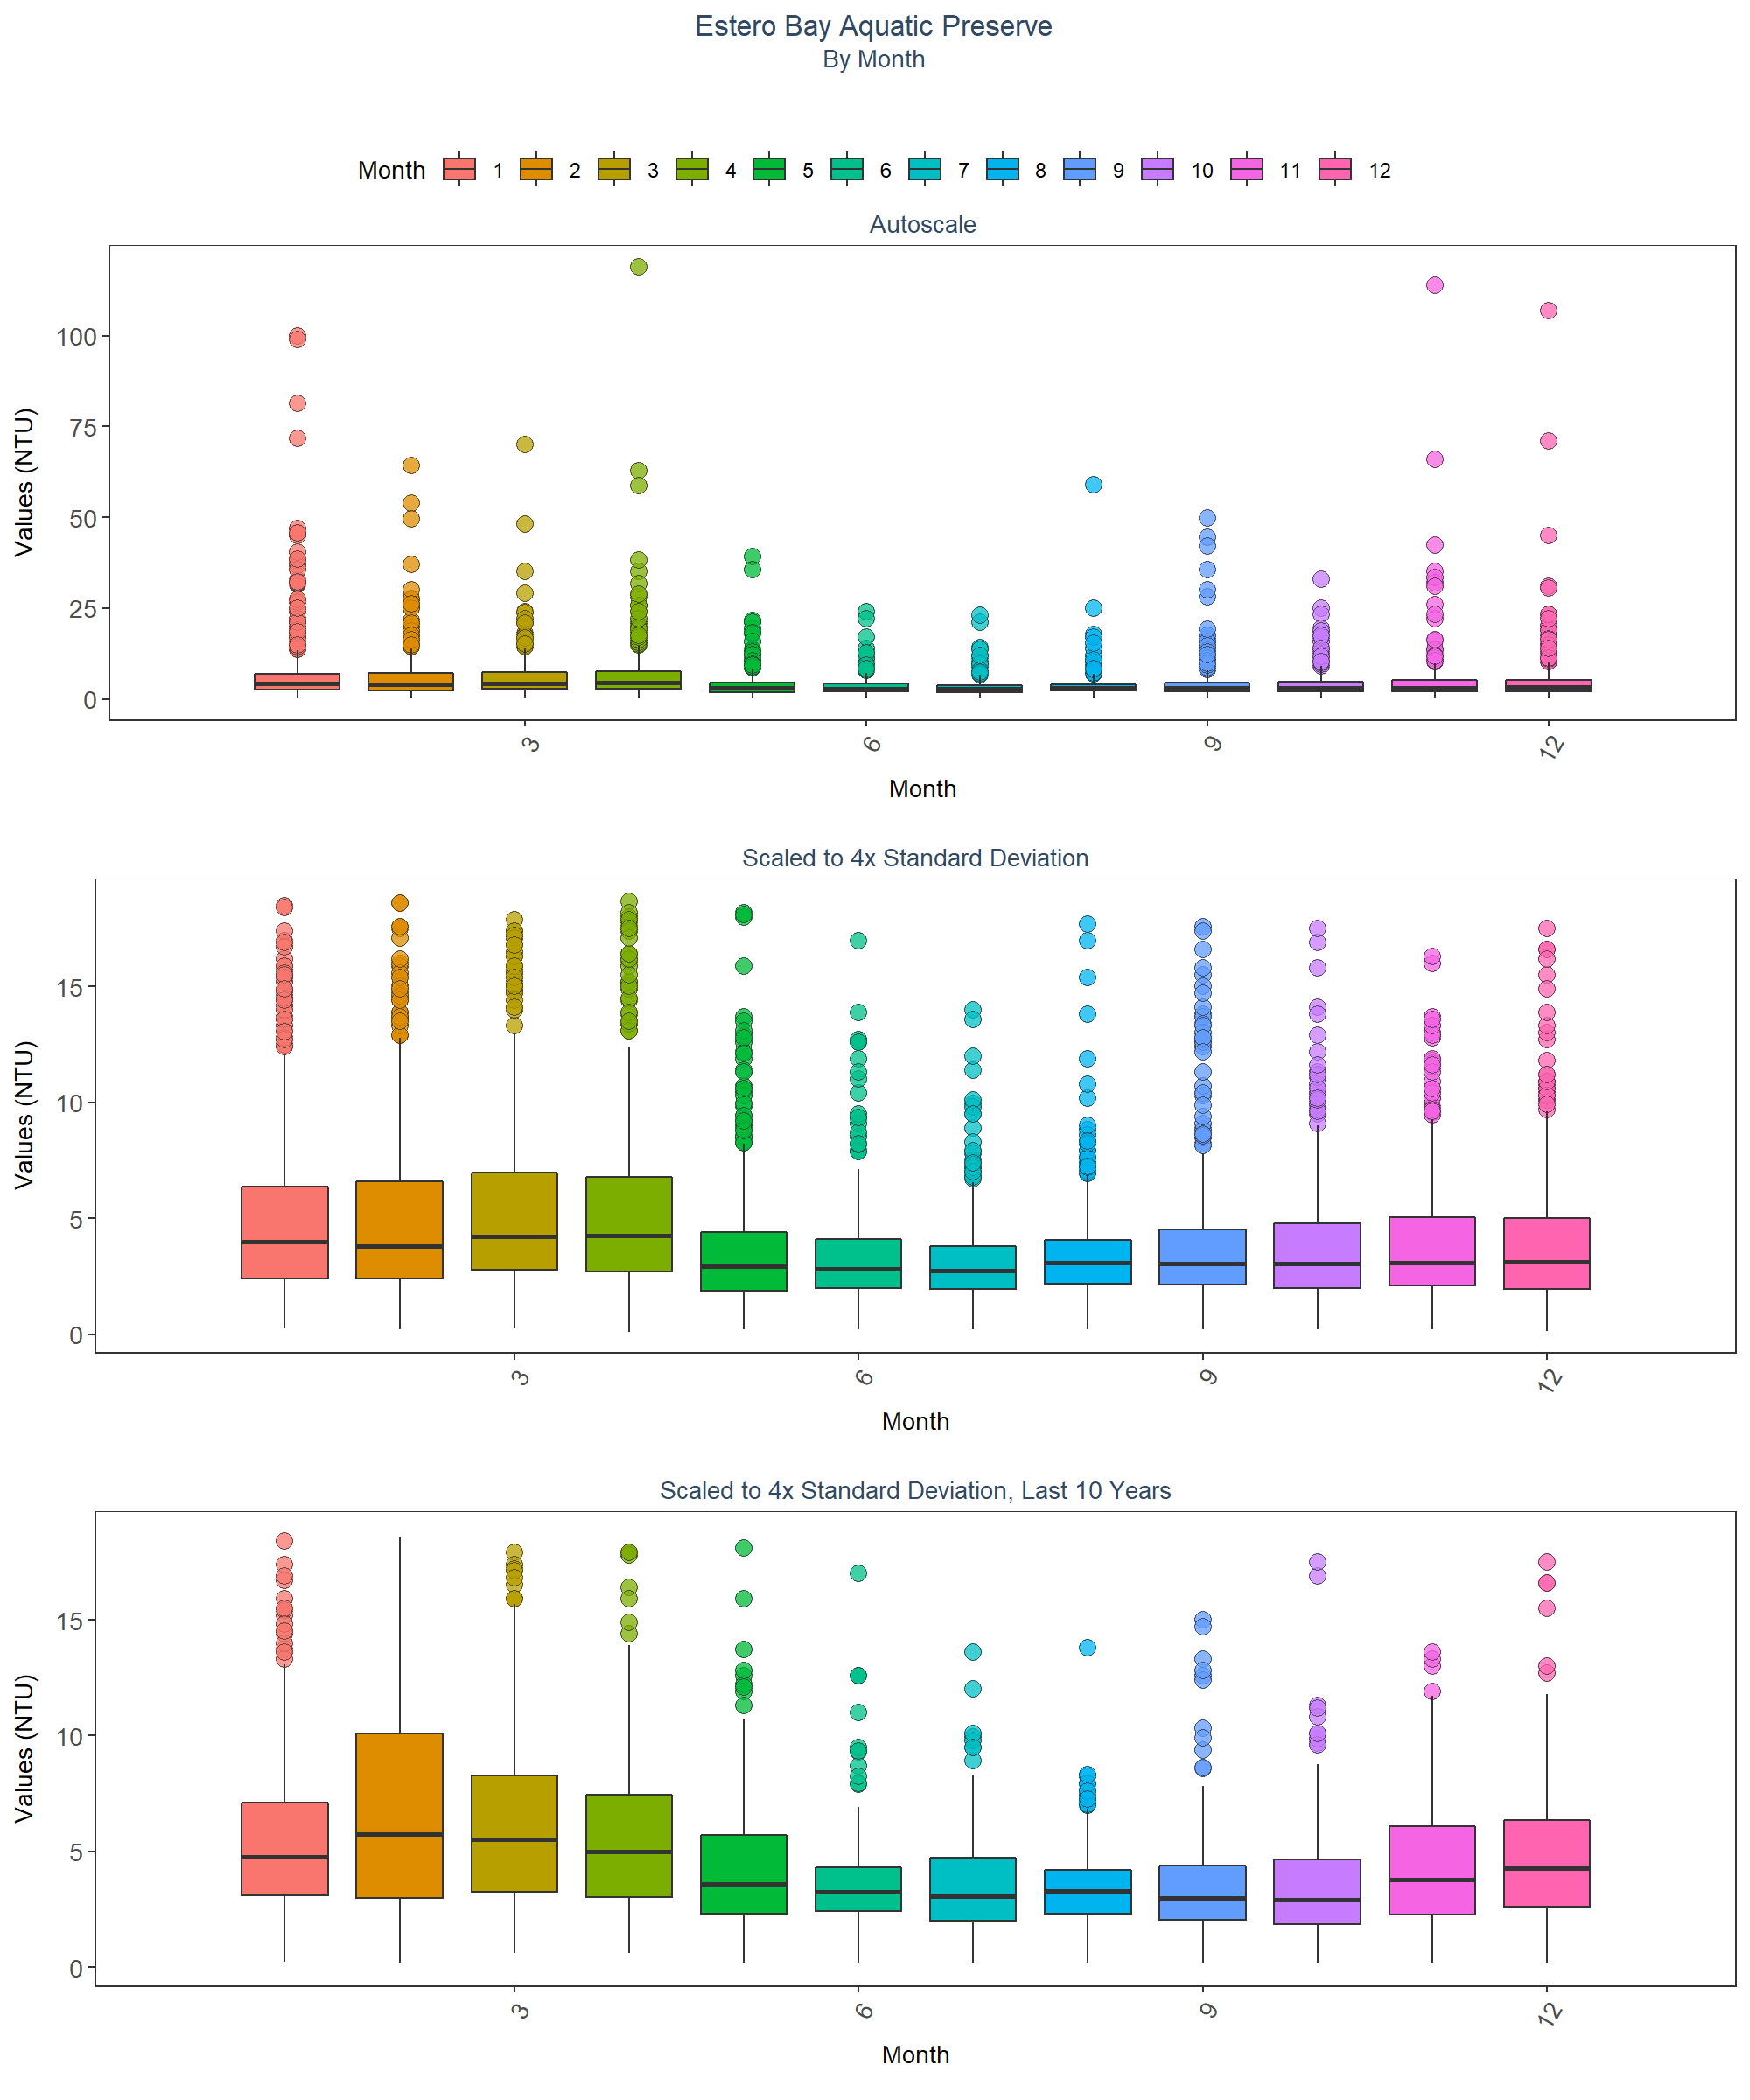 Estero Bay Aquatic Preserve
By Month
Month 1 2 3 4 5 6 7 8 9 10 11 12
Autoscale
Values (NTU)
100
75
50
25
0
3 6 9 12
Month
Scaled to 4x Standard Deviation
Values (NTU)
15
10
5
0
3 6 9 12
Month
Scaled to 4x Standard Deviation, Last 10 Years
Values (NTU)
15
10
5
0
3 6 9 12
Month